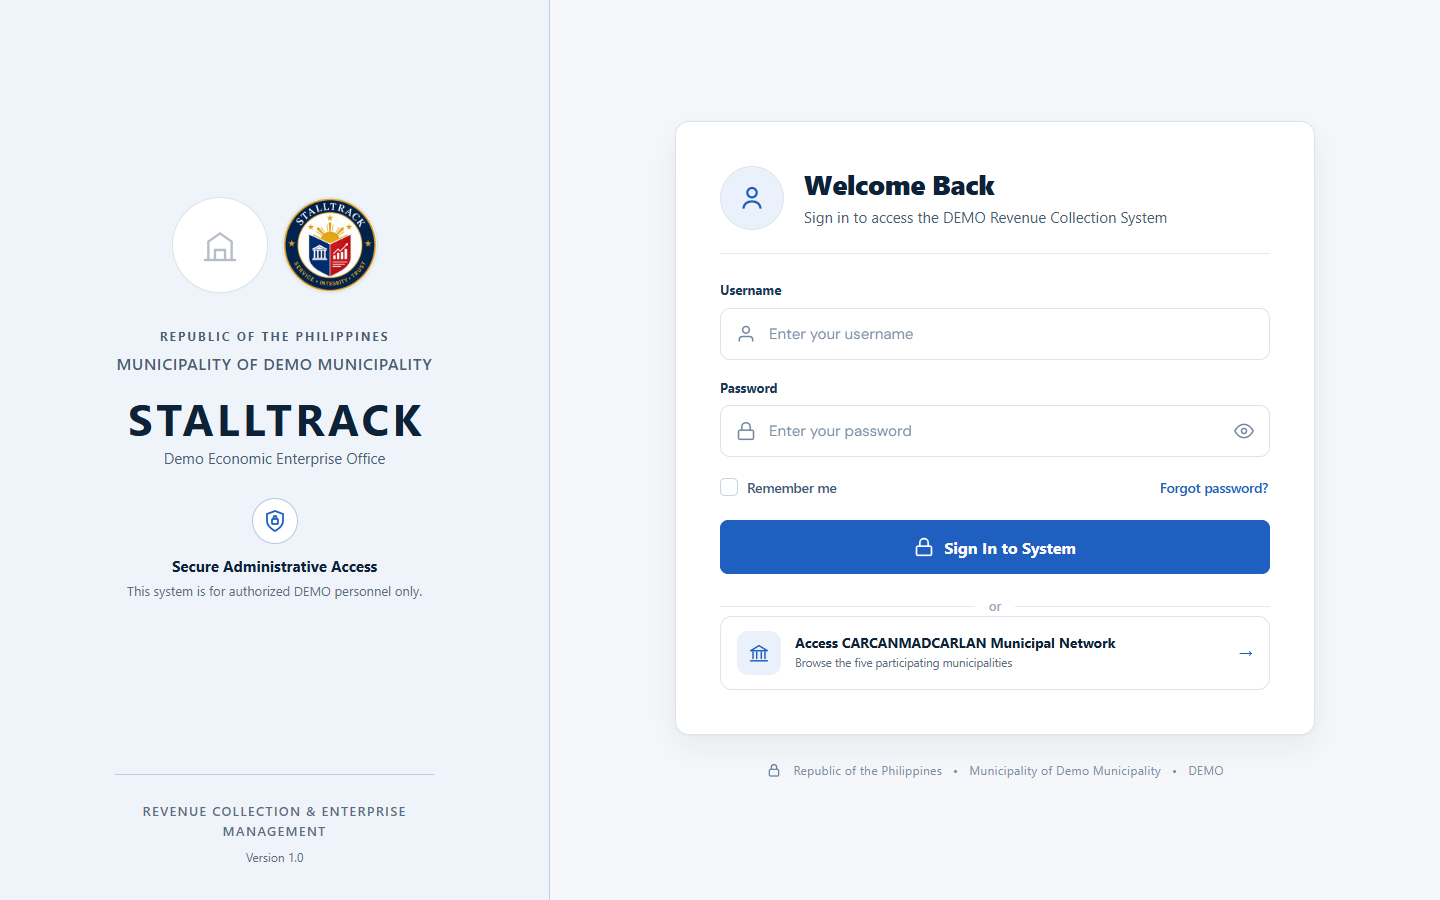 STALLTRACK
SERVICE • INTEGRITY • TRUST
REPUBLIC OF THE PHILIPPINES
MUNICIPALITY OF DEMO MUNICIPALITY
STALLTRACK
Demo Economic Enterprise Office
Secure Administrative Access
This system is for authorized DEMO personnel only.
REVENUE COLLECTION & ENTERPRISE
MANAGEMENT
Version 1.0
Welcome Back
Sign in to access the DEMO Revenue Collection System
Username
Enter your username
Password
Enter your password
Remember me
Forgot password?
Sign In to System
or
Access CARCANMADCARLAN Municipal Network
Browse the five participating municipalities
→
Republic of the Philippines • Municipality of Demo Municipality • DEMO